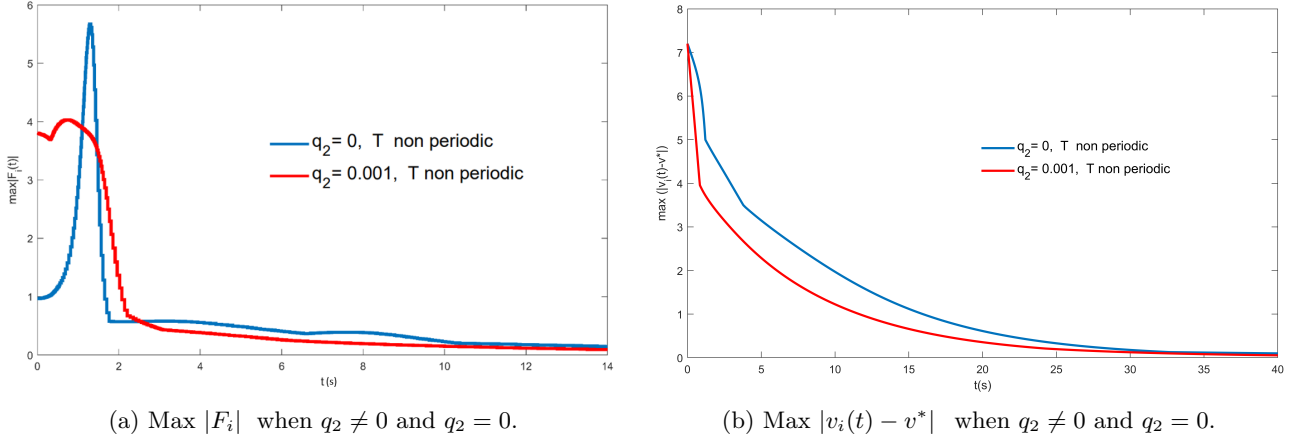 6
5
4
3
2
1
0
max|F_i(t)|
q_2= 0, T non periodic
q_2= 0.001, T non periodic
0 2 4 6 8 10 12 14
t(s)
8
7
6
5
4
3
2
1
0
max (|v_i(t)-v*|)
q_2= 0, T non periodic
q_2= 0.001, T non periodic
0 5 10 15 20 25 30 35 40
t(s)
(a) Max |F_i| when q_2 ≠ 0 and q_2 = 0.
(b) Max |v_i(t) − v*| when q_2 ≠ 0 and q_2 = 0.